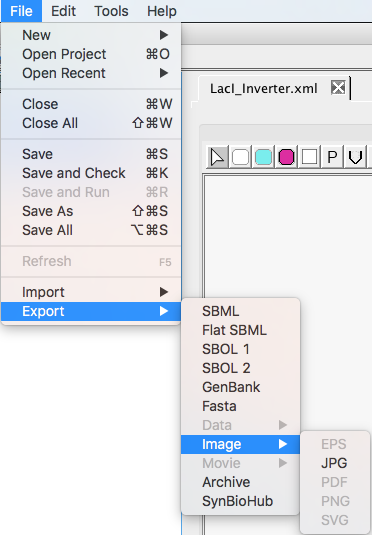 File Edit Tools Help
New ▶
Open Project ⌘O
Open Recent ▶
Close ⌘W
Close All ⇧⌘W
Save ⌘S
Save and Check ⌘K
Save and Run ⌘R
Save As ⇧⌘S
Save All ⌥⌘S
Refresh F5
Import ▶
Export ▶
LacI_Inverter.xml
P V
SBML
Flat SBML
SBOL 1
SBOL 2
GenBank
Fasta
Data ▶
Image ▶
Movie ▶
Archive
SynBioHub
EPS
JPG
PDF
PNG
SVG